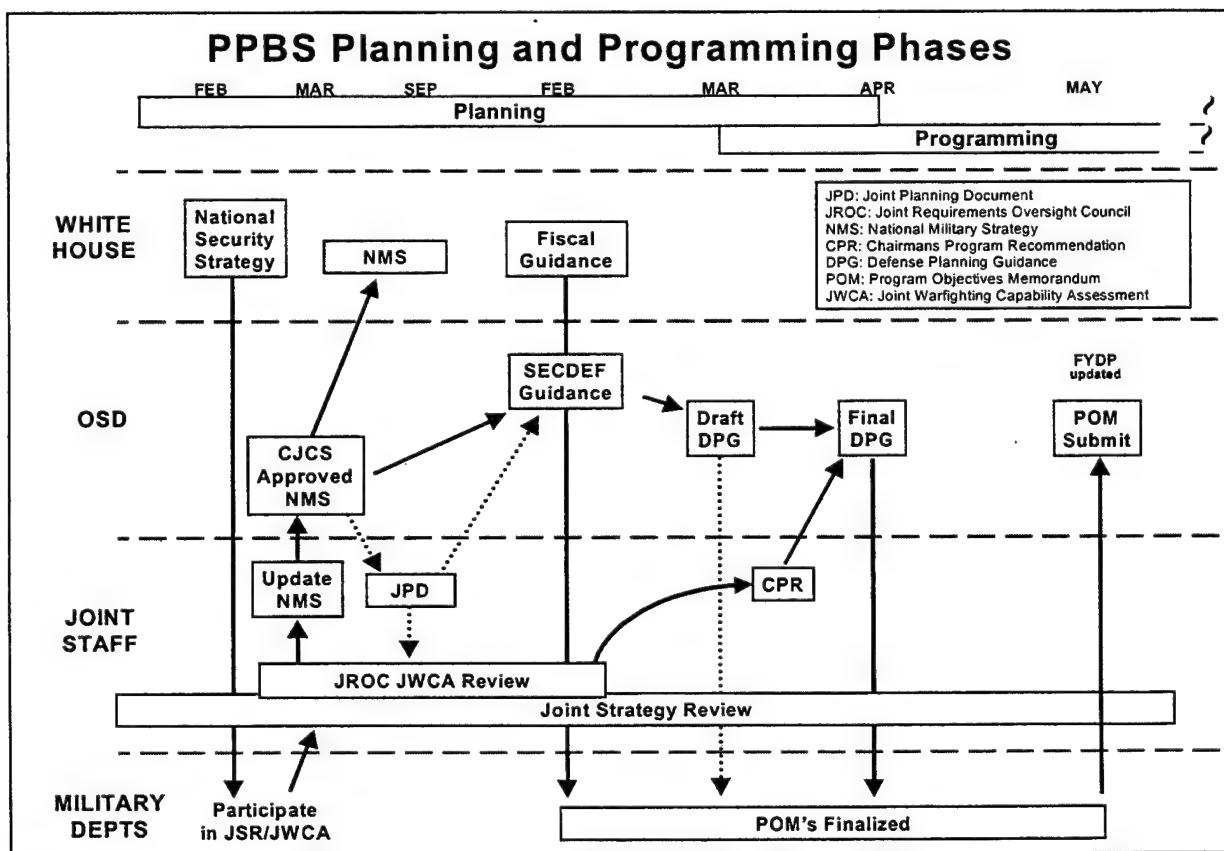 PPBS Planning and Programming Phases
FEB MAR SEP FEB MAR APR MAY
Planning
Programming
WHITE
HOUSE
National
Security
Strategy
NMS
Fiscal
Guidance
JPD: Joint Planning Document
JROC: Joint Requirements Oversight Council
NMS: National Military Strategy
CPR: Chairmans Program Recommendation
DPG: Defense Planning Guidance
POM: Program Objectives Memorandum
JWCA: Joint Warfighting Capability Assessment
OSD
CJCS
Approved
NMS
SECDEF
Guidance
Draft
DPG
Final
DPG
FYDP
updated
POM
Submit
JOINT
STAFF
Update
NMS
JPD
CPR
JROC JWCA Review
Joint Strategy Review
MILITARY
DEPTS
Participate
in JSR/JWCA
POM's Finalized